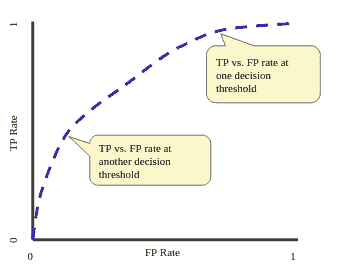 1
TP vs. FP rate at
one decision
threshold
TP Rate
TP vs. FP rate at
another decision
threshold
0
0
FP Rate
1